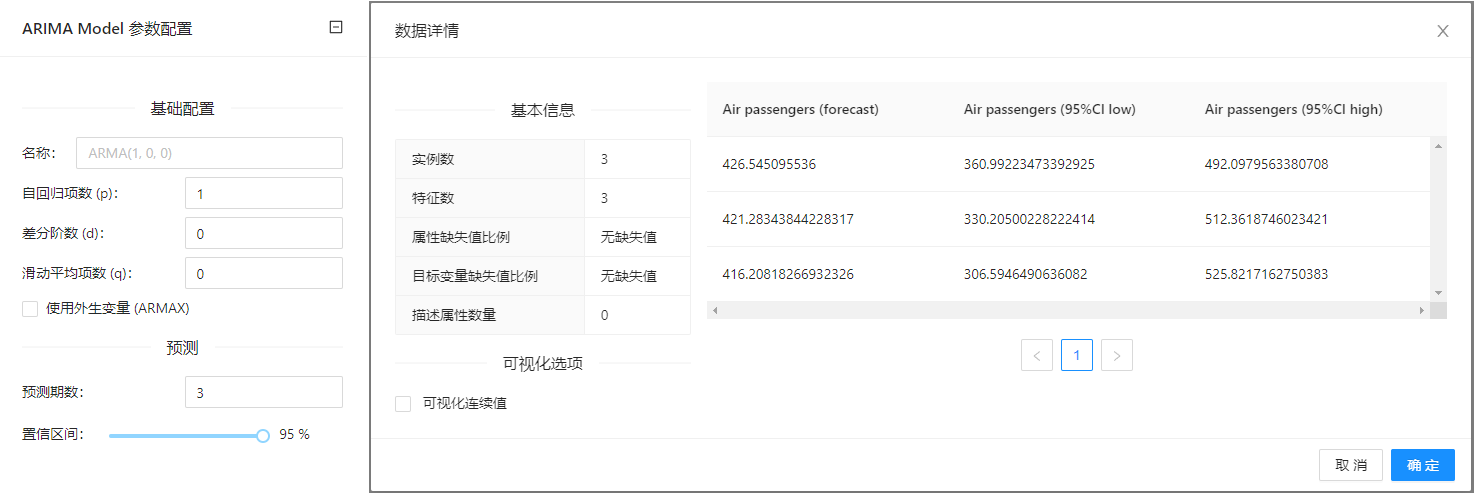 ARIMA Model 参数配置
基础配置
名称:
ARMA(1, 0, 0)
自回归项数 (p):
1
差分阶数 (d):
0
滑动平均项数 (q):
0
使用外生变量 (ARMAX)
预测
预测期数:
3
置信区间:
95 %
数据详情
基本信息
实例数 3
特征数 3
属性缺失值比例 无缺失值
目标变量缺失值比例 无缺失值
描述属性数量 0
可视化选项
可视化连续值
Air passengers (forecast) Air passengers (95%CI low) Air passengers (95%CI high)
426.545095536 360.99223473392925 492.0979563380708
421.28343844228317 330.20500228222414 512.3618746023421
416.20818266932326 306.5946490636082 525.8217162750383
1
取 消
确 定